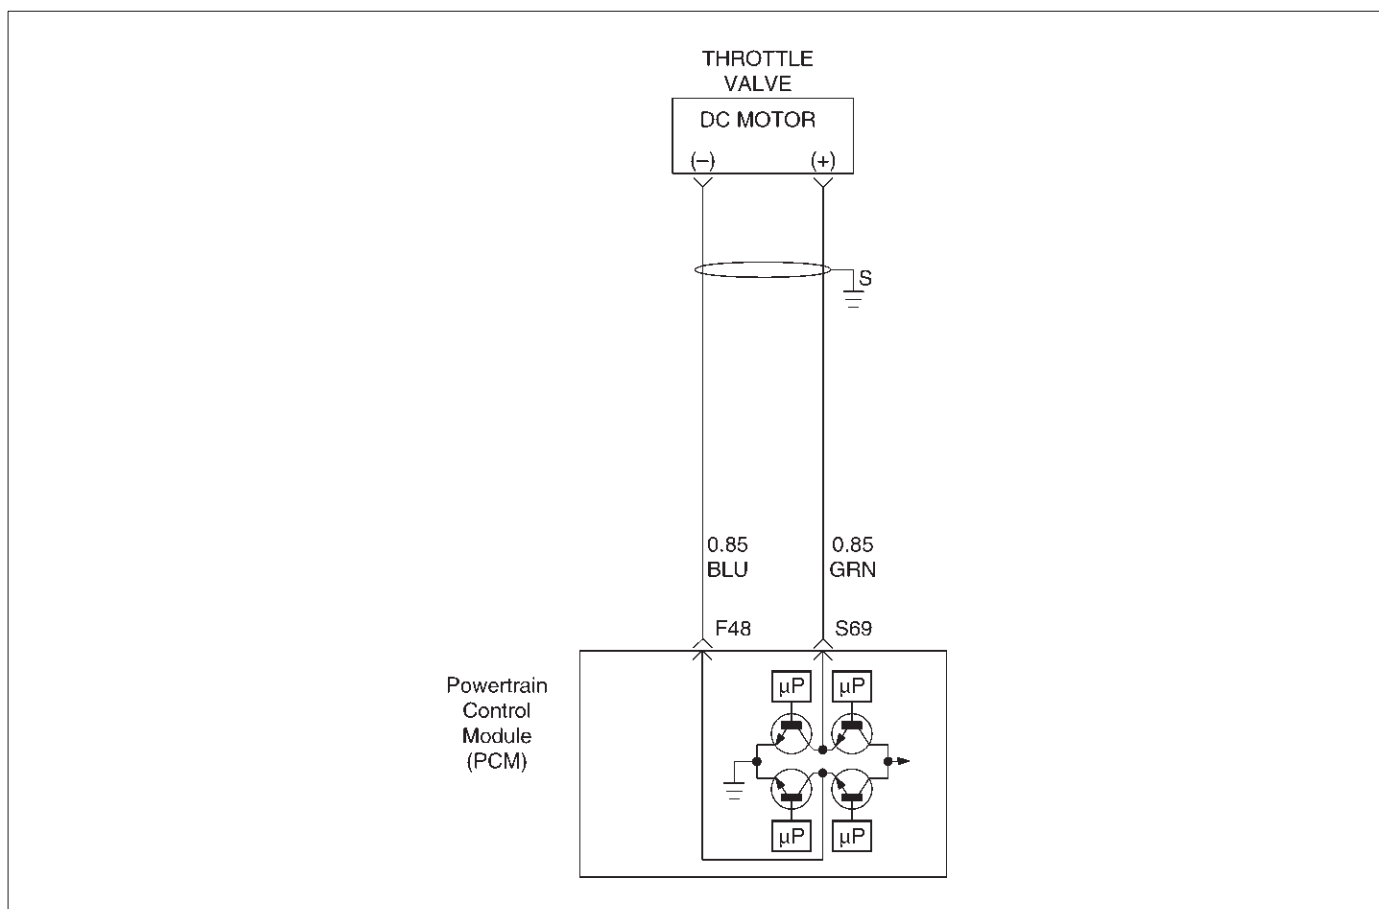 THROTTLE
VALVE
DC MOTOR
(–) (+)
S
0.85 0.85
BLU GRN
F48 S69
Powertrain
Control
Module
(PCM)
µP µP
µP µP